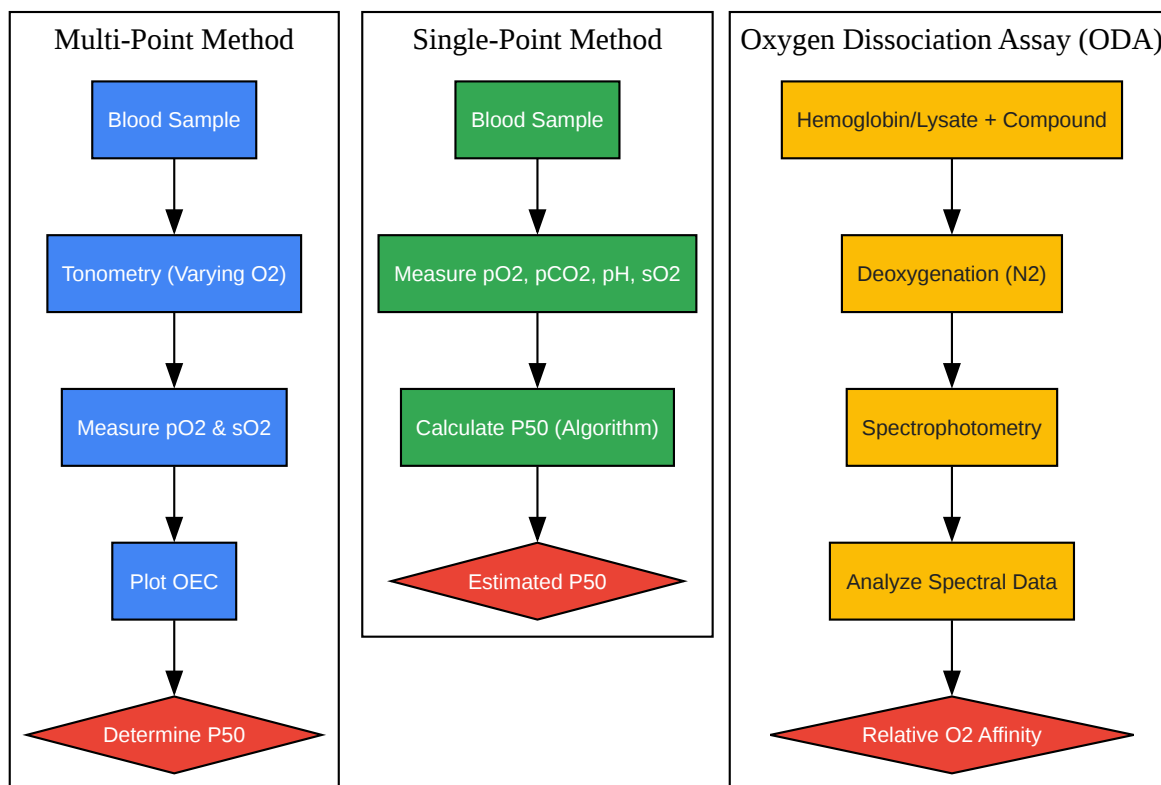 Multi-Point Method
Blood Sample
Tonometry (Varying O2)
Measure pO2 & sO2
Plot OEC
Determine P50
Single-Point Method
Blood Sample
Measure pO2, pCO2, pH, sO2
Calculate P50 (Algorithm)
Estimated P50
Oxygen Dissociation Assay (ODA)
Hemoglobin/Lysate + Compound
Deoxygenation (N2)
Spectrophotometry
Analyze Spectral Data
Relative O2 Affinity